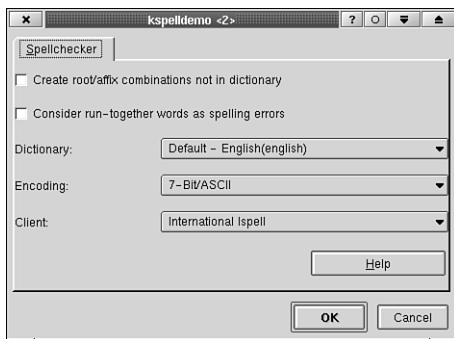 kspelldemo <2>
Spellchecker
Create root/affix combinations not in dictionary
Consider run-together words as spelling errors
Dictionary: Default - English(english)
Encoding: 7-Bit/ASCII
Client: International Ispell
Help
OK Cancel